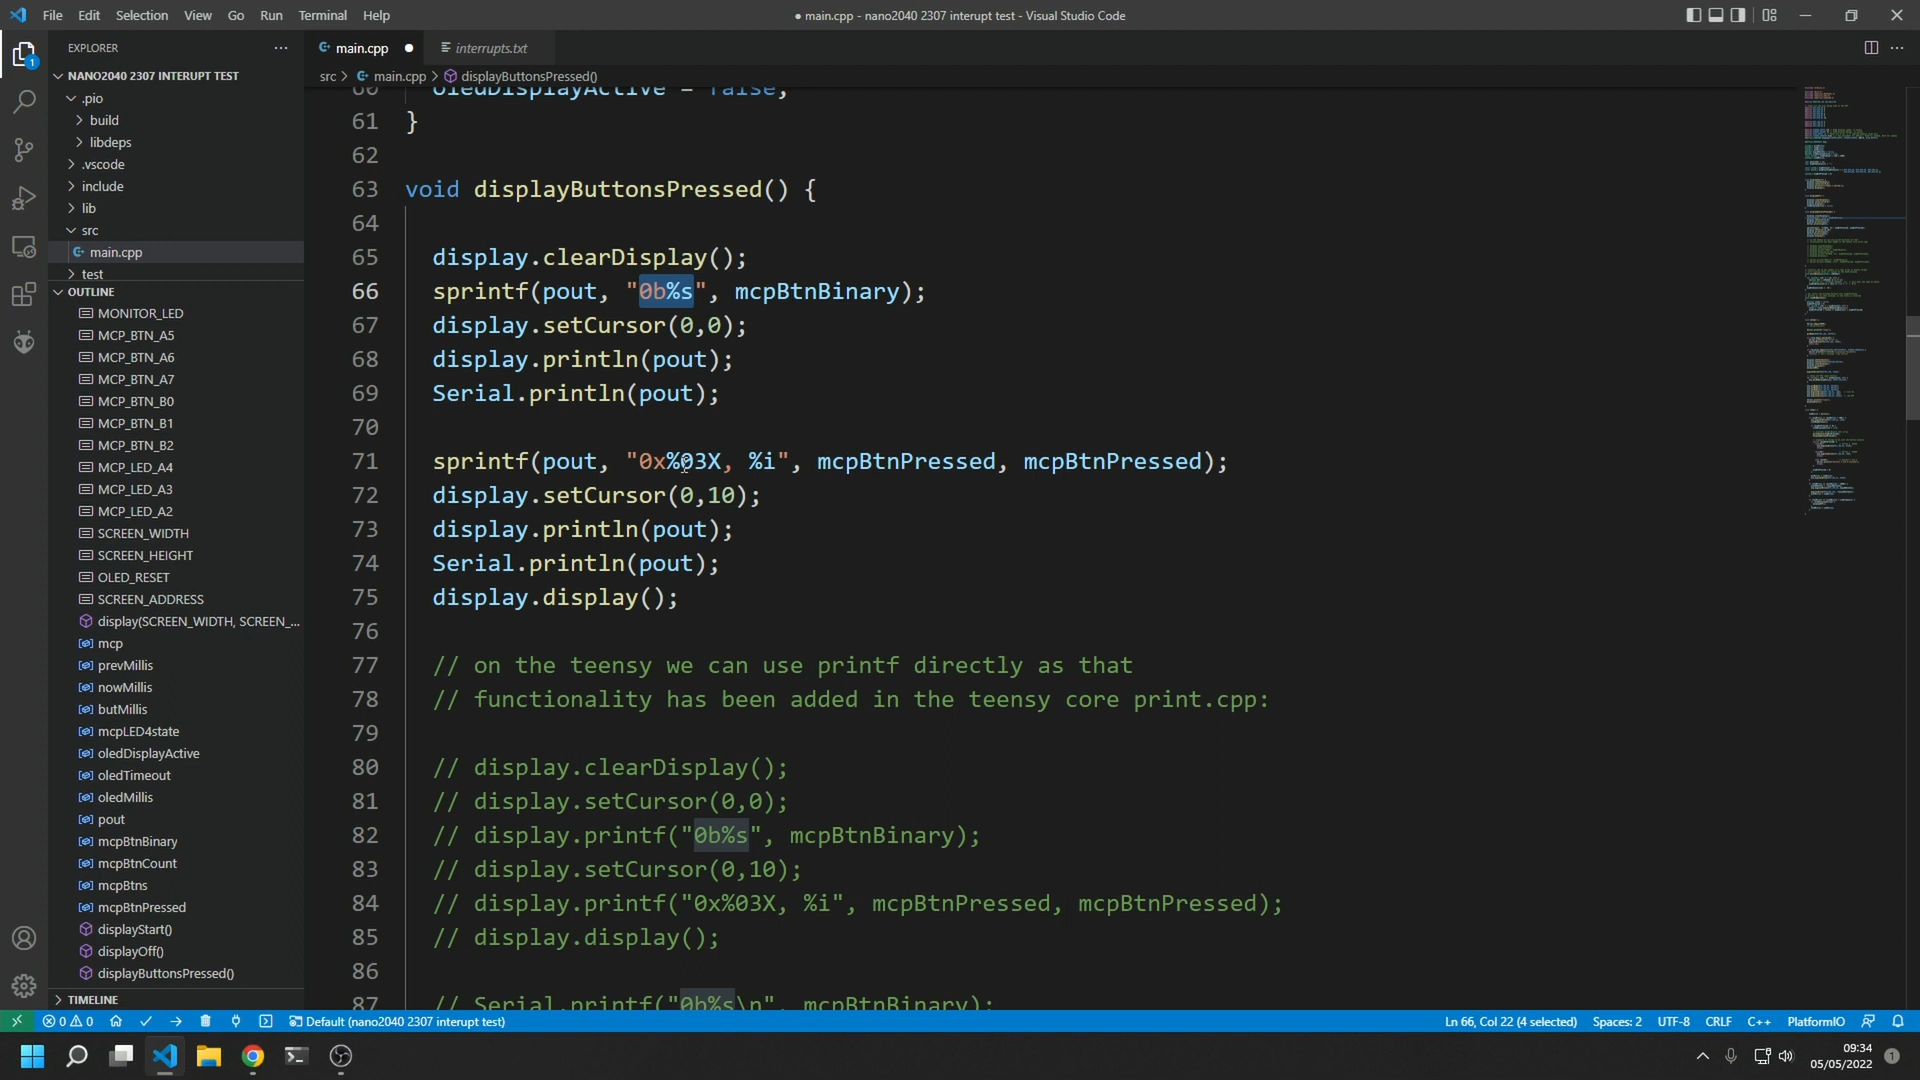 File Edit Selection View Go Run Terminal Help
● main.cpp - nano2040 2307 interupt test - Visual Studio Code
EXPLORER
main.cpp
interrupts.txt
NANO2040 2307 INTERUPT TEST
src > main.cpp > displayButtonsPressed()
.pio
build
libdeps
.vscode
include
lib
src
main.cpp
test
OUTLINE
MONITOR_LED
MCP_BTN_A5
MCP_BTN_A6
MCP_BTN_A7
MCP_BTN_B0
MCP_BTN_B1
MCP_BTN_B2
MCP_LED_A4
MCP_LED_A3
MCP_LED_A2
SCREEN_WIDTH
SCREEN_HEIGHT
OLED_RESET
SCREEN_ADDRESS
display(SCREEN_WIDTH, SCREEN_...
mcp
prevMillis
nowMillis
butMillis
mcpLED4state
oledDisplayActive
oledTimeout
oledMillis
pout
mcpBtnBinary
mcpBtnCount
mcpBtns
mcpBtnPressed
displayStart()
displayOff()
displayButtonsPressed()
TIMELINE
60 oledDisplayActive = false;
61 }
62
63 void displayButtonsPressed() {
64
65 display.clearDisplay();
66 sprintf(pout, "0b%s", mcpBtnBinary);
67 display.setCursor(0,0);
68 display.println(pout);
69 Serial.println(pout);
70
71 sprintf(pout, "0x%03X, %i", mcpBtnPressed, mcpBtnPressed);
72 display.setCursor(0,10);
73 display.println(pout);
74 Serial.println(pout);
75 display.display();
76
77 // on the teensy we can use printf directly as that
78 // functionality has been added in the teensy core print.cpp:
79
80 // display.clearDisplay();
81 // display.setCursor(0,0);
82 // display.printf("0b%s", mcpBtnBinary);
83 // display.setCursor(0,10);
84 // display.printf("0x%03X, %i", mcpBtnPressed, mcpBtnPressed);
85 // display.display();
86
87 // Serial.printf("0b%s\n", mcpBtnBinary);
0 0 Default (nano2040 2307 interupt test)
Ln 66, Col 22 (4 selected) Spaces: 2 UTF-8 CRLF C++ PlatformIO
09:34
05/05/2022
1